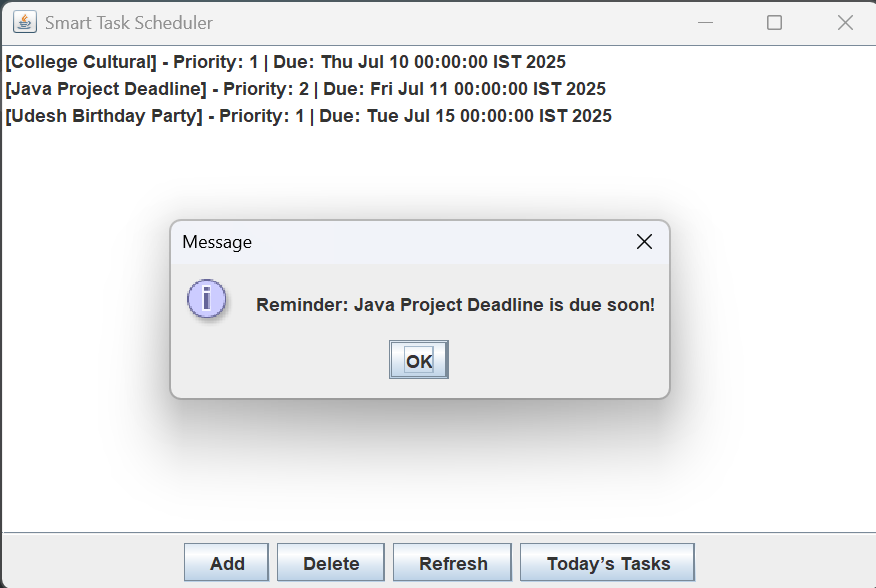 Smart Task Scheduler
[College Cultural] - Priority: 1 | Due: Thu Jul 10 00:00:00 IST 2025
[Java Project Deadline] - Priority: 2 | Due: Fri Jul 11 00:00:00 IST 2025
[Udesh Birthday Party] - Priority: 1 | Due: Tue Jul 15 00:00:00 IST 2025
Message
Reminder: Java Project Deadline is due soon!
OK
Add Delete Refresh Today’s Tasks